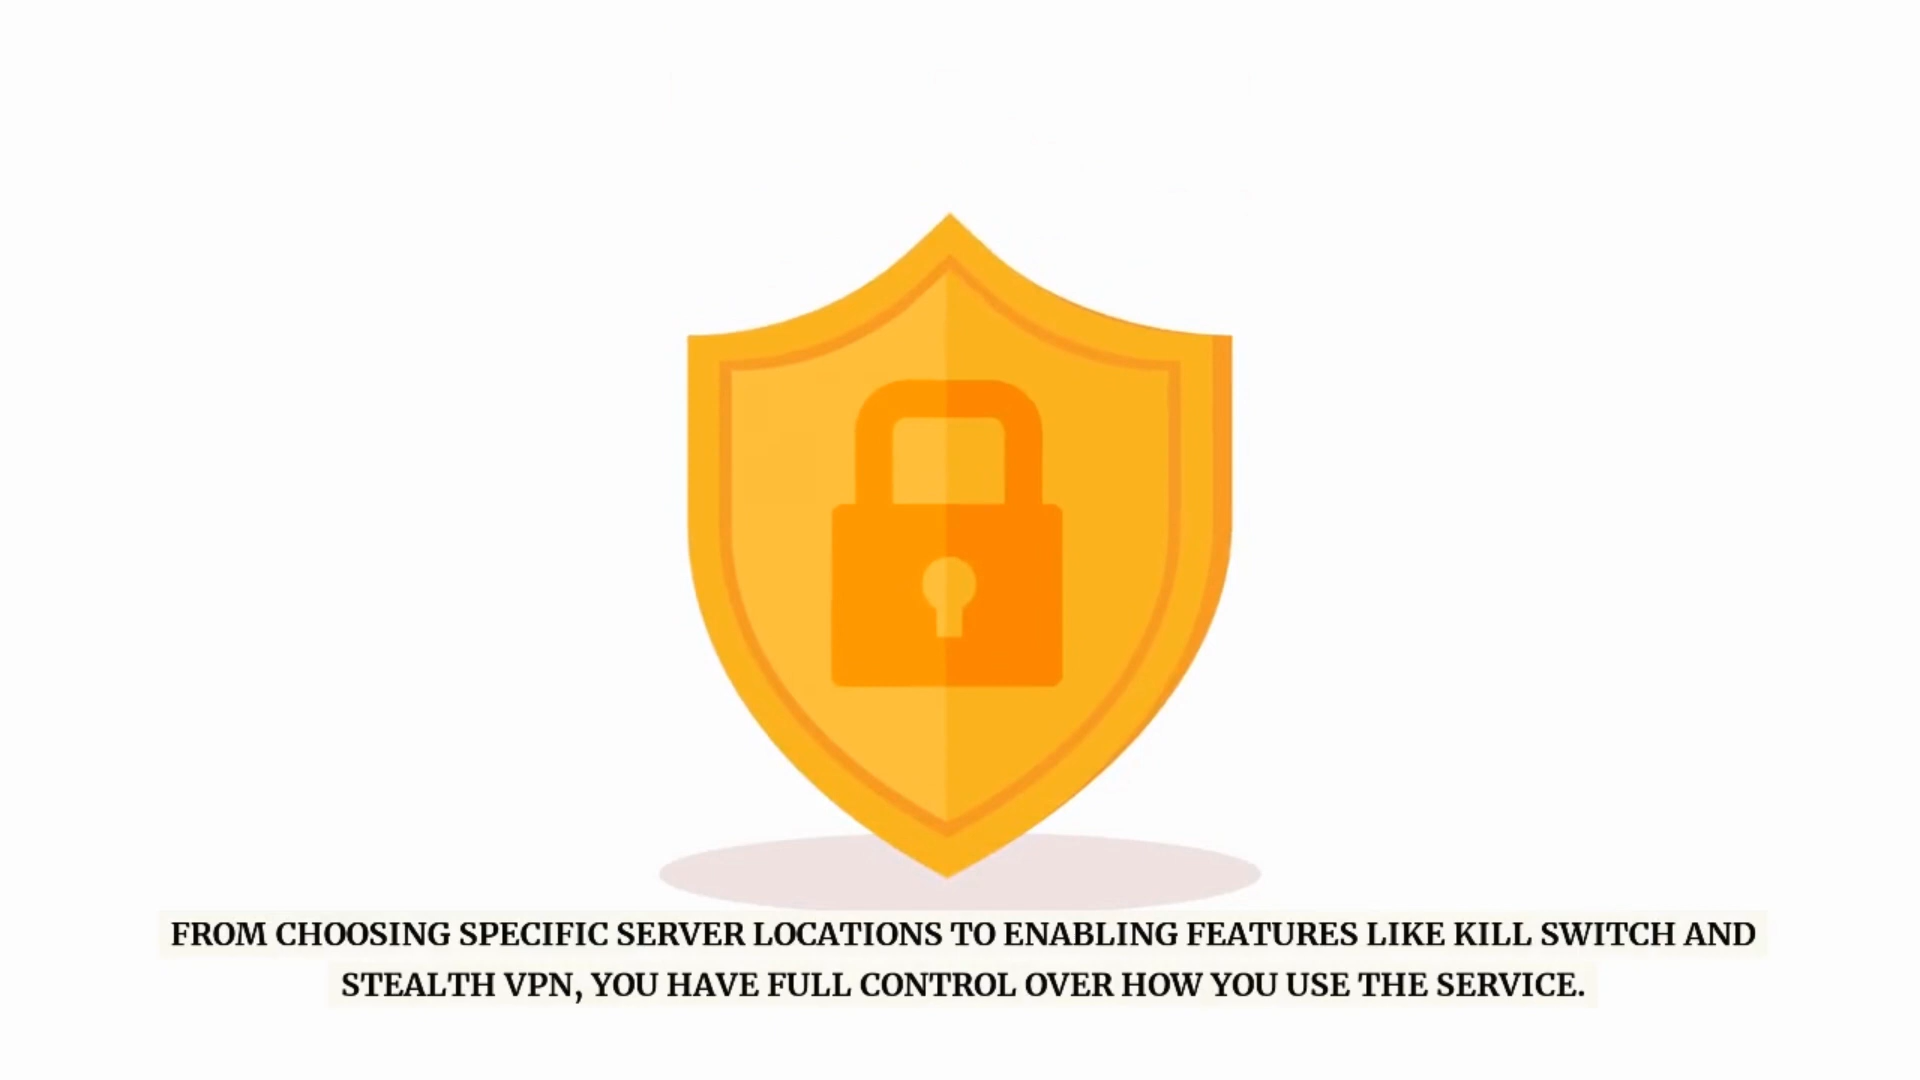 FROM CHOOSING SPECIFIC SERVER LOCATIONS TO ENABLING FEATURES LIKE KILL SWITCH AND
STEALTH VPN, YOU HAVE FULL CONTROL OVER HOW YOU USE THE SERVICE.